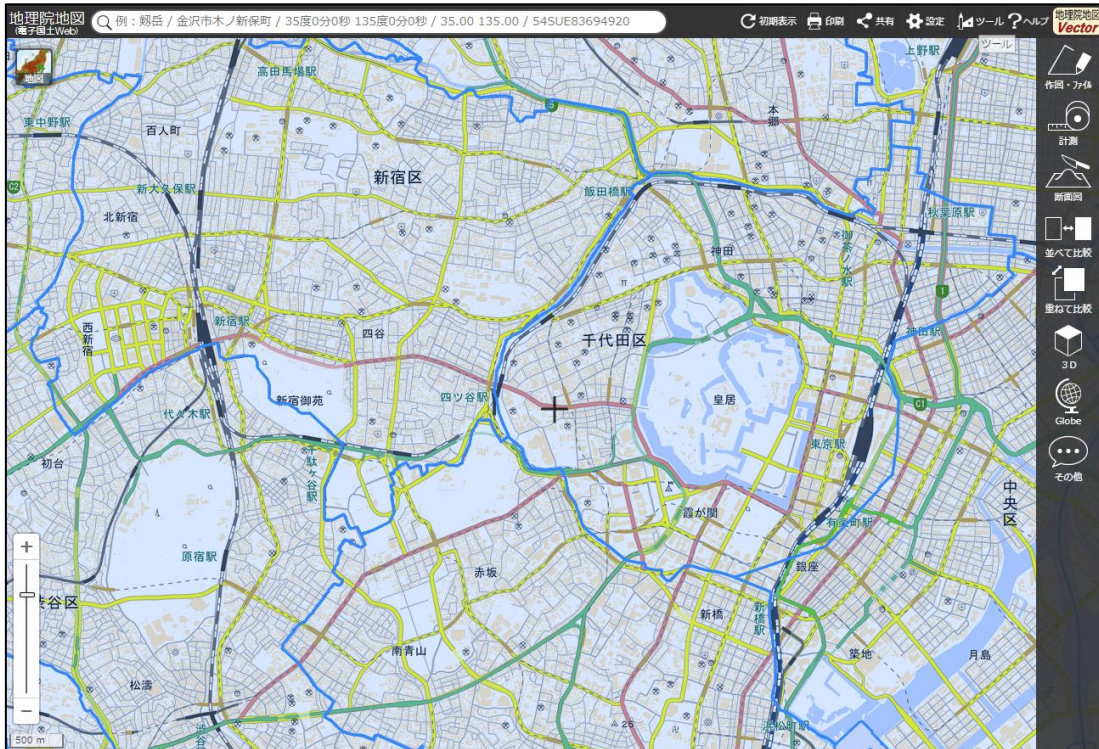 地理院地図
(電子国土Web)
例：剱岳 / 金沢市木ノ新保町 / 35度0分0秒 135度0分0秒 / 35.00 135.00 / 54SUE83694920
初期表示
印刷
共有
設定
ツール
ヘルプ
地理院地図
Vector
ツール
地図
作図・ファイル
計測
断面図
並べて比較
重ねて比較
3D
Globe
その他
上野駅
高田馬場駅
5
本郷
東中野駅
百人町
新宿区
C2
新大久保駅
飯田橋駅
北新宿
秋葉原駅
御茶ノ水駅
神田
1
西新宿
新宿駅
四谷
千代田区
神田駅
新宿御苑
四ツ谷駅
皇居
C1
代々木駅
東京駅
初台
千駄ケ谷駅
中央区
霞が関
有楽町駅
原宿駅
赤坂
銀座
渋谷区
新橋
新橋駅
南青山
築地
月島
松濤
渋谷
25
浜松町駅
500 m